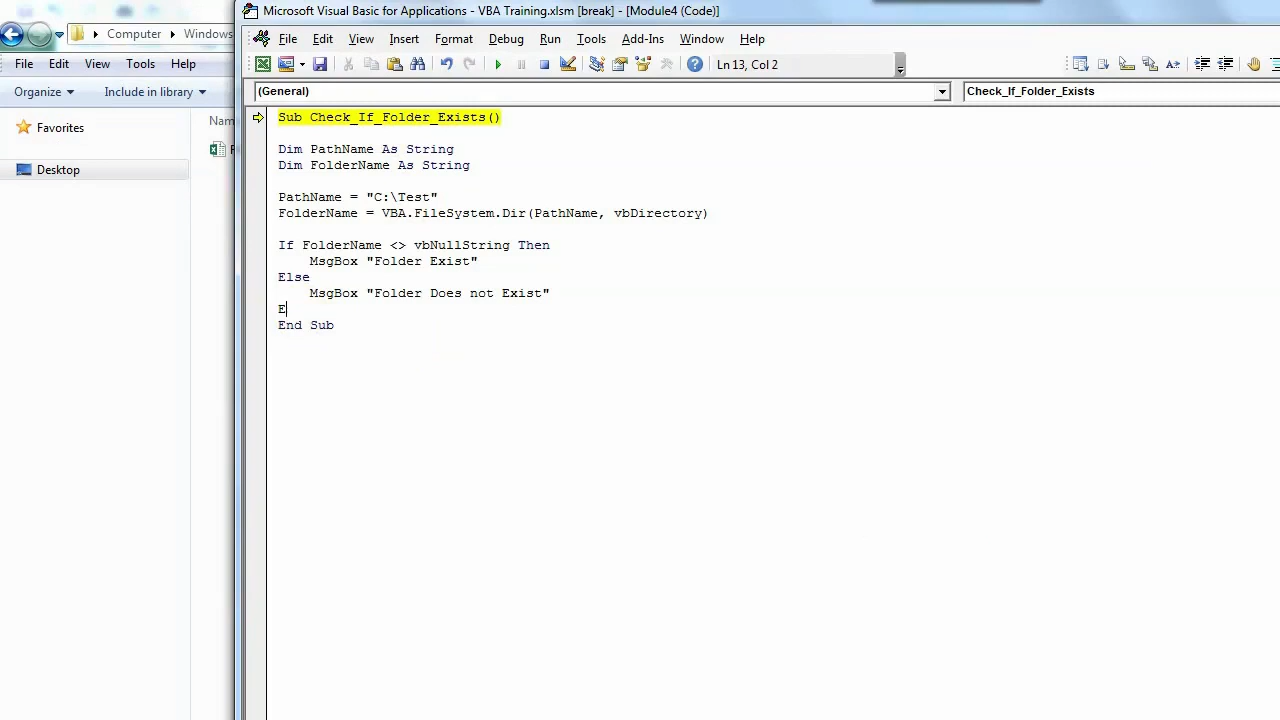 Microsoft Visual Basic for Applications - VBA Training.xlsm [break] - [Module4 (Code)]
Computer Windows
File Edit View Insert Format Debug Run Tools Add-Ins Window Help
File Edit View Tools Help
Ln 13, Col 2
Organize Include in library
(General) Check_If_Folder_Exists
Nam
Favorites
Desktop
Sub Check_If_Folder_Exists()
Dim PathName As String
Dim FolderName As String
PathName = "C:\Test"
FolderName = VBA.FileSystem.Dir(PathName, vbDirectory)
If FolderName <> vbNullString Then
MsgBox "Folder Exist"
Else
MsgBox "Folder Does not Exist"
E
End Sub